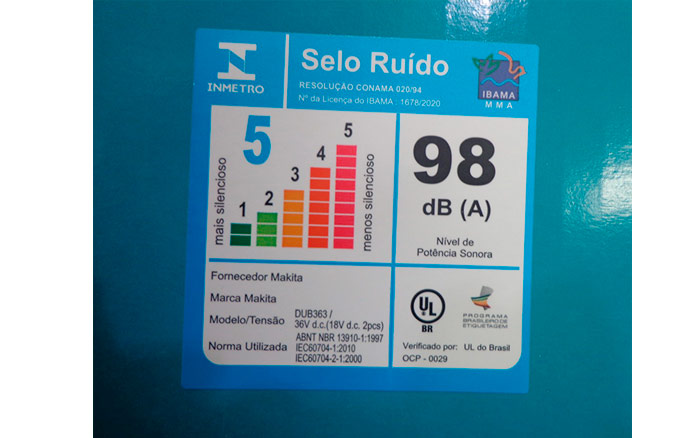 INMETRO
Selo Ruído
RESOLUÇÃO CONAMA 020/94
Nº da Licença do IBAMA : 1678/2020
IBAMA
MMA
mais silencioso
5
1
2
3
4
5
menos silencioso
98
dB (A)
Nível de
Potência Sonora
Fornecedor Makita
Marca Makita
Modelo/Tensão DUB363 /
36V d.c.(18V d.c. 2pcs)
Norma Utilizada ABNT NBR 13910-1:1997
IEC60704-1:2010
IEC60704-2-1:2000
UL
BR
PROGRAMA
BRASILEIRO DE
ETIQUETAGEM
Verificado por: UL do Brasil
OCP - 0029